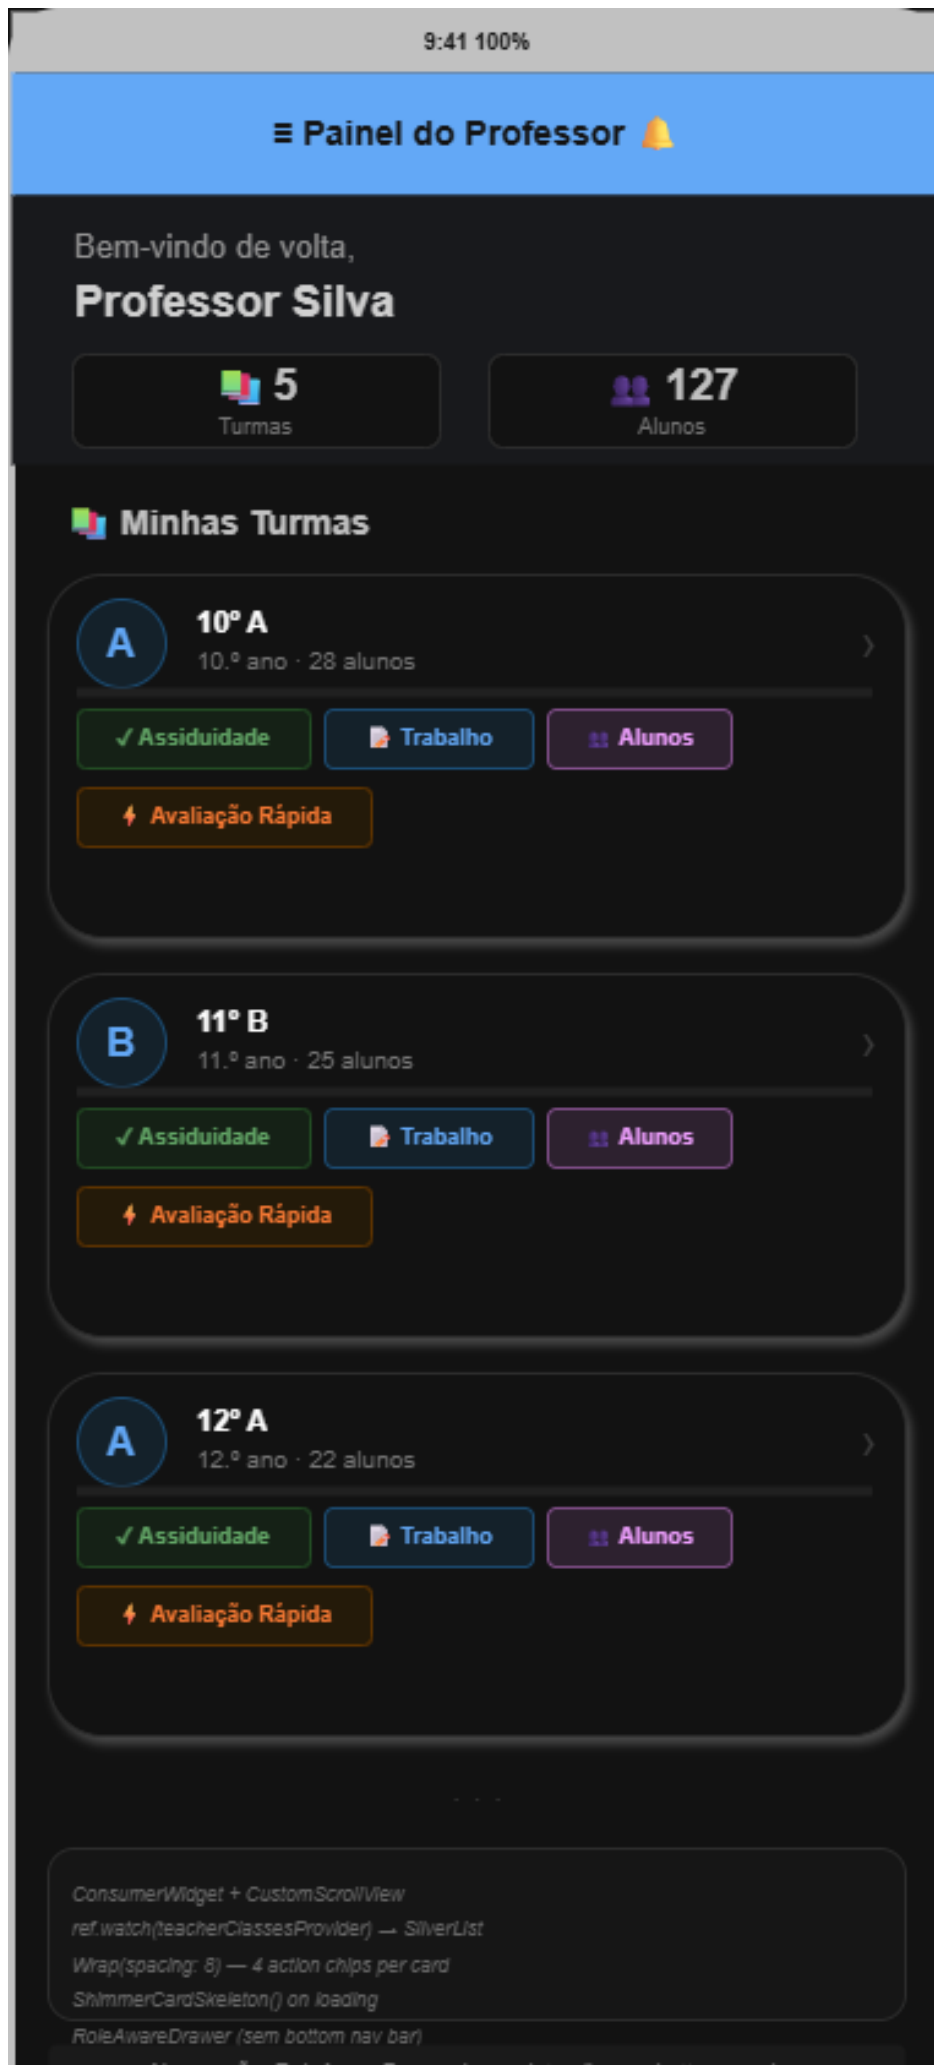 9:41 100%
≡ Painel do Professor 🔔
Bem-vindo de volta,
Professor Silva
📚 5
Turmas
👥 127
Alunos
📚 Minhas Turmas
A
10º A
10.º ano · 28 alunos
›
✓ Assiduidade
📝 Trabalho
👥 Alunos
⚡ Avaliação Rápida
B
11º B
11.º ano · 25 alunos
›
✓ Assiduidade
📝 Trabalho
👥 Alunos
⚡ Avaliação Rápida
A
12º A
12.º ano · 22 alunos
›
✓ Assiduidade
📝 Trabalho
👥 Alunos
⚡ Avaliação Rápida
. . .
ConsumerWidget + CustomScrollView
ref.watch(teacherClassesProvider) → SliverList
Wrap(spacing: 8) — 4 action chips per card
ShimmerCardSkeleton() on loading
RoleAwareDrawer (sem bottom nav bar)